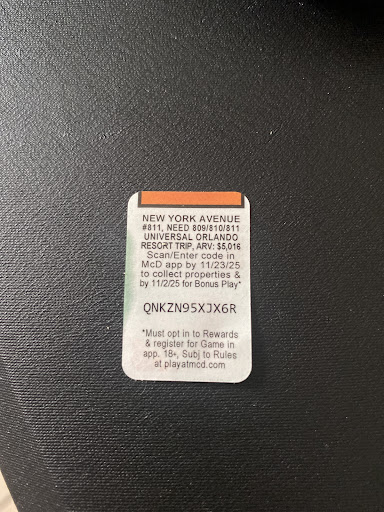 NEW YORK AVENUE
#811, NEED 809/810/811
UNIVERSAL ORLANDO
RESORT TRIP, ARV: $5,016
Scan/Enter code in
McD app by 11/23/25
to collect properties &
by 11/2/25 for Bonus Play*
QNKZN95XJX6R
*Must opt in to Rewards
& register for Game in
app. 18+, Subj to Rules
at playatmcd.com